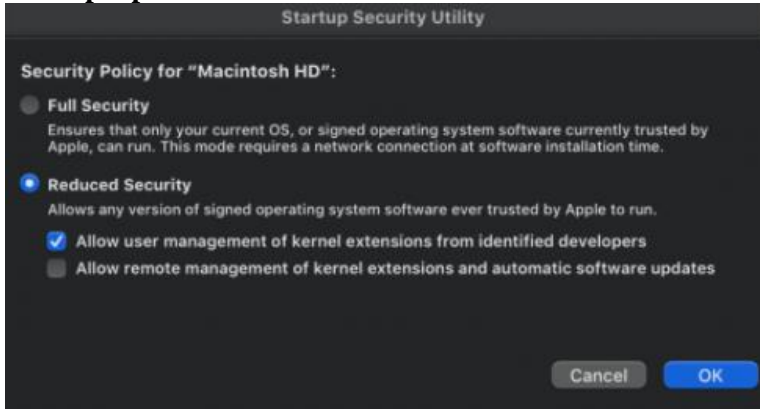 Startup Security Utility
Security Policy for “Macintosh HD”:
Full Security
Ensures that only your current OS, or signed operating system software currently trusted by
Apple, can run. This mode requires a network connection at software installation time.
Reduced Security
Allows any version of signed operating system software ever trusted by Apple to run.
Allow user management of kernel extensions from identified developers
Allow remote management of kernel extensions and automatic software updates
Cancel OK